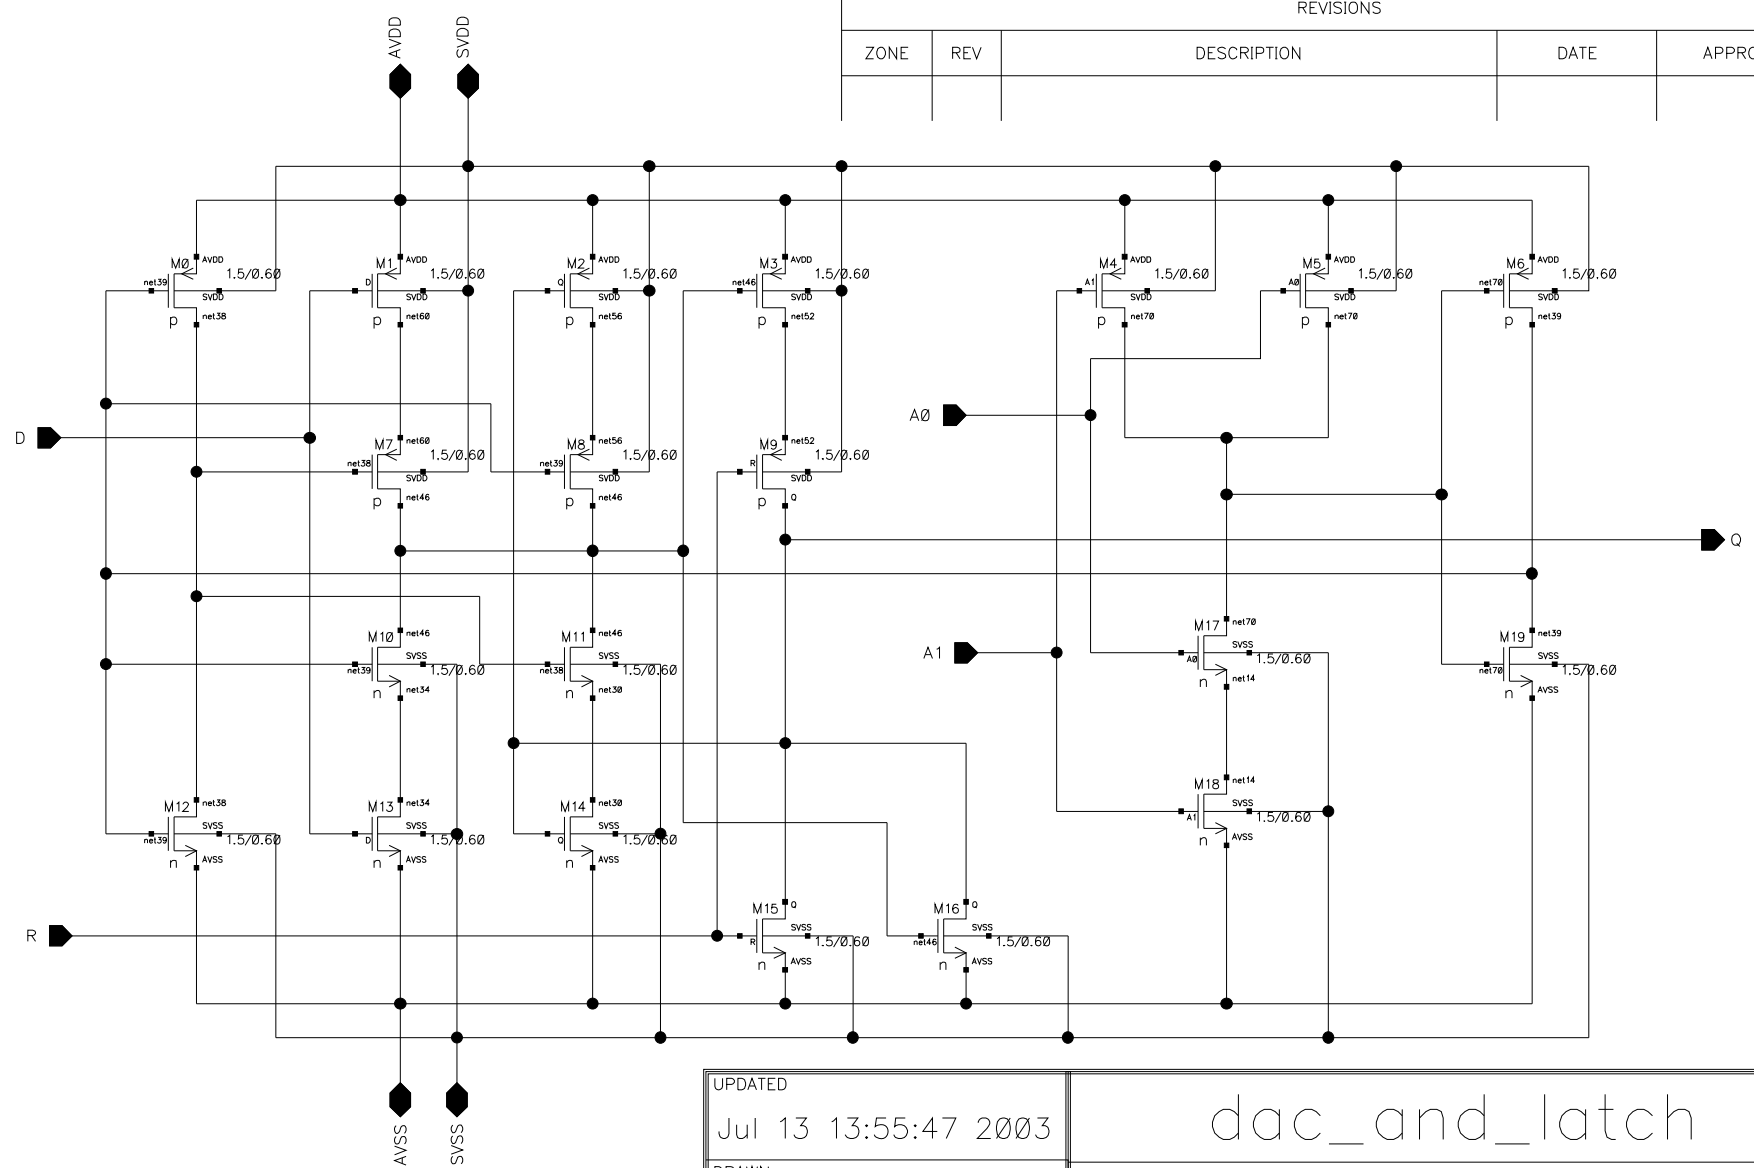 REVISIONS
ZONE REV DESCRIPTION DATE APPRO
AVDD SVDD
M0 AVDD 1.5/0.60 net39 SVDD net38 p
M1 AVDD 1.5/0.60 D SVDD net60 p
M2 AVDD 1.5/0.60 Q SVDD net56 p
M3 AVDD 1.5/0.60 net46 SVDD net52 p
M4 AVDD 1.5/0.60 A1 SVDD net70 p
M5 AVDD 1.5/0.60 A0 SVDD net70 p
M6 AVDD 1.5/0.60 net70 SVDD net39 p
A0
D
M7 net60 1.5/0.60 net38 SVDD net46 p
M8 net56 1.5/0.60 net39 SVDD net46 p
M9 net52 1.5/0.60 R SVDD Q p
Q
A1
M10 net46 SVSS 1.5/0.60 net39 net34 n
M11 net46 SVSS 1.5/0.60 net38 net30 n
M17 net70 SVSS 1.5/0.60 A0 net14 n
M19 net39 SVSS 1.5/0.60 net70 AVSS n
M12 net38 SVSS 1.5/0.60 net39 AVSS n
M13 net34 SVSS 1.5/0.60 D AVSS n
M14 net30 SVSS 1.5/0.60 Q AVSS n
M18 net14 SVSS 1.5/0.60 A1 AVSS n
R
M15 Q SVSS 1.5/0.60 R AVSS n
M16 Q SVSS 1.5/0.60 net46 AVSS n
AVSS SVSS
UPDATED
Jul 13 13:55:47 2003
dac_and_latch